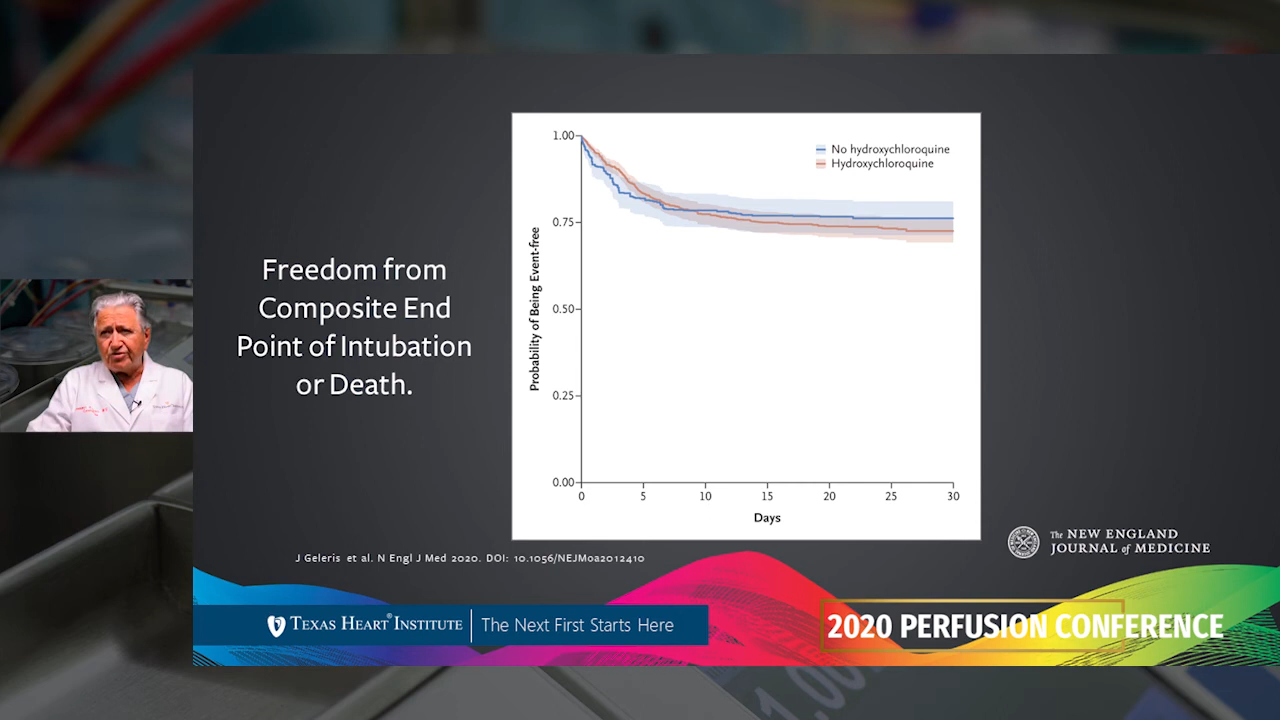 Freedom from
Composite End
Point of Intubation
or Death.
1.00
0.75
0.50
0.25
0.00
Probability of Being Event-free
No hydroxychloroquine
Hydroxychloroquine
0 5 10 15 20 25 30
Days
J Geleris et al. N Engl J Med 2020. DOI: 10.1056/NEJMoa2012410
The NEW ENGLAND
JOURNAL of MEDICINE
TEXAS HEART® INSTITUTE
The Next First Starts Here
2020 PERFUSION CONFERENCE